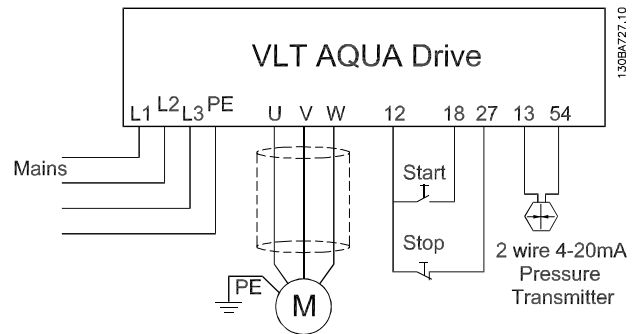 130BA727.10
VLT AQUA Drive
L1 L2 L3 PE U V W 12 18 27 13 54
Mains
Start
Stop
2 wire 4-20mA
Pressure
Transmitter
PE
M